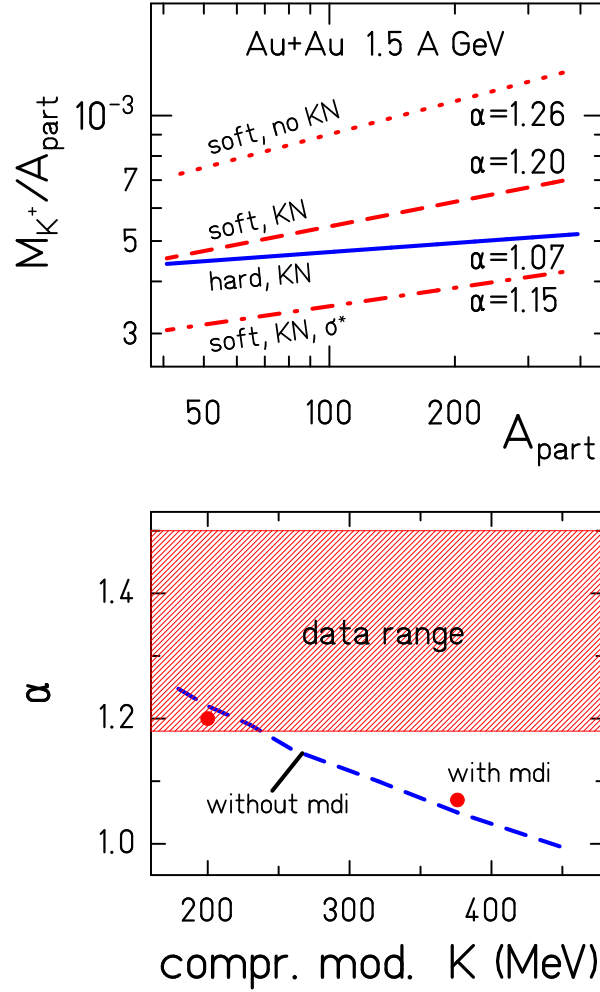 Au+Au 1.5 A GeV
10⁻³
7
5
3
M_K⁺/A_part
soft, no KN
α=1.26
α=1.20
soft, KN
α=1.07
hard, KN
α=1.15
soft, KN, σ*
50 100 200
A_part
1.4
1.2
1.0
α
data range
with mdi
without mdi
200 300 400
compr. mod. K (MeV)